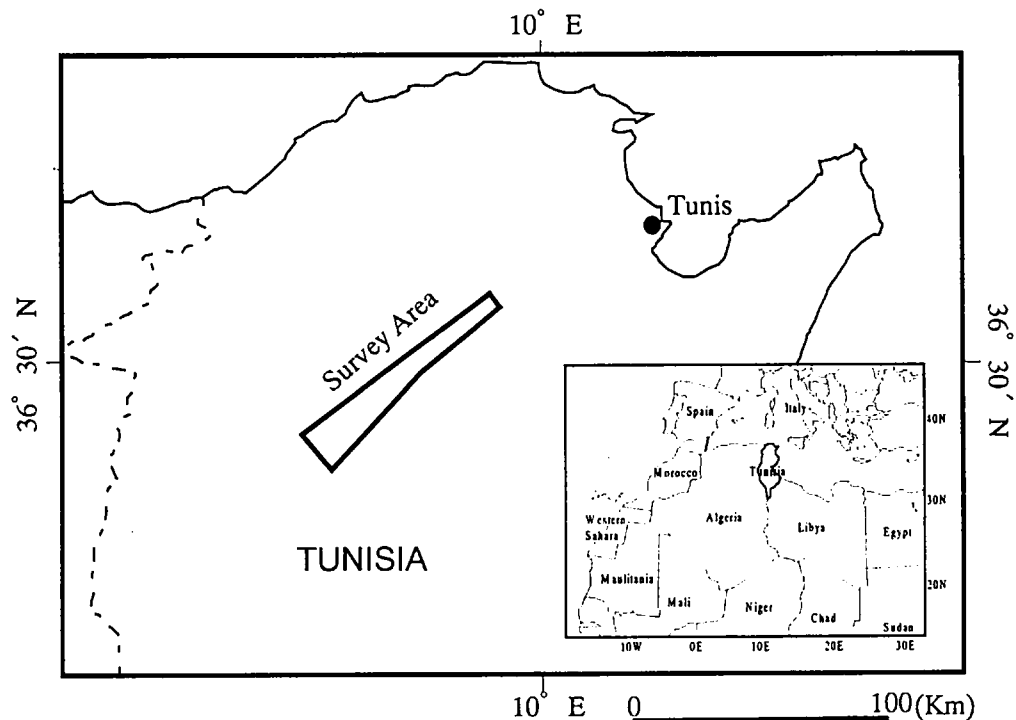 10° E
Tunis
36° 30′ N
Survey Area
36° 30′ N
TUNISIA
Spain
Italy
40N
Morocco
Tunisia
30N
Western Sahara
Algeria
Libya
Egypt
Maulitania
20N
Mali
Niger
Chad
Sudan
10W 0E 10E 20E 30E
10° E
0 100(Km)